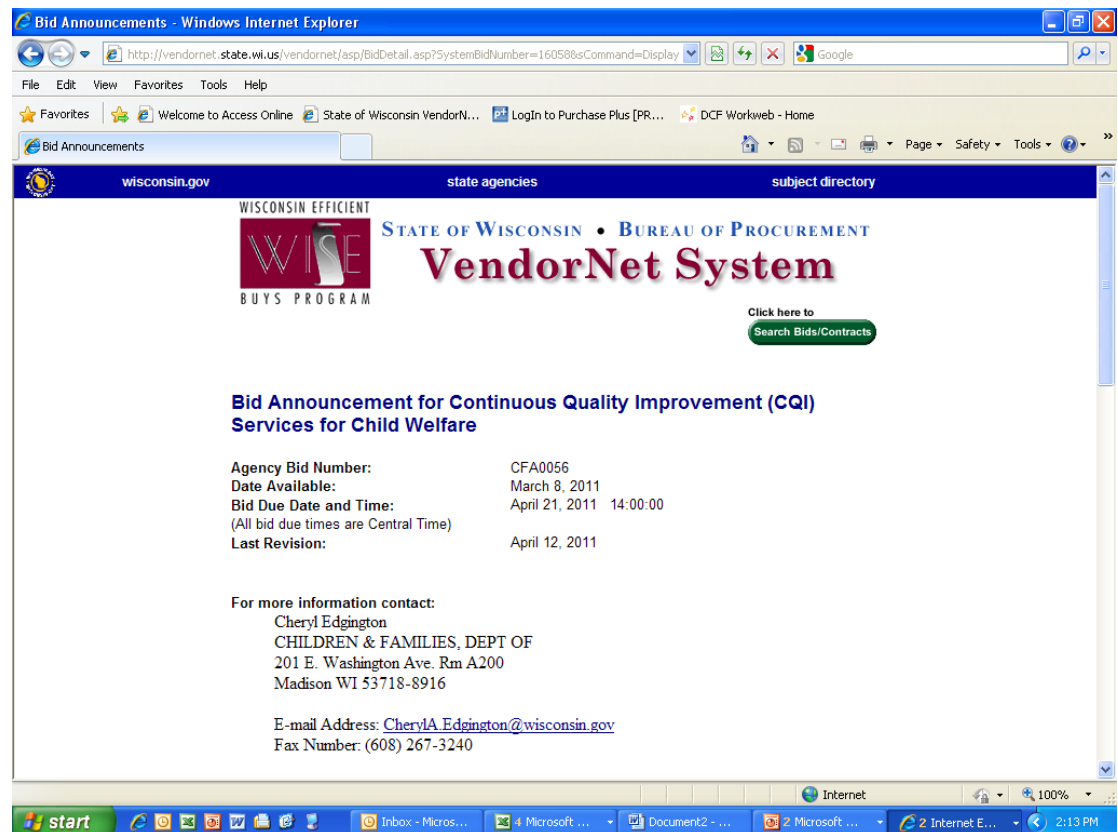 Bid Announcements - Windows Internet Explorer
http://vendornet.state.wi.us/vendornet/asp/BidDetail.asp?SystemBidNumber=16058&sCommand=Display
Google
File Edit View Favorites Tools Help
Favorites Welcome to Access Online State of Wisconsin VendorN... LogIn to Purchase Plus [PR... DCF Workweb - Home
Bid Announcements Page Safety Tools »
wisconsin.gov state agencies subject directory
WISCONSIN EFFICIENT
WISE
BUYS PROGRAM
STATE OF WISCONSIN • BUREAU OF PROCUREMENT
VendorNet System
Click here to
Search Bids/Contracts
Bid Announcement for Continuous Quality Improvement (CQI)
Services for Child Welfare
Agency Bid Number: CFA0056
Date Available: March 8, 2011
Bid Due Date and Time: April 21, 2011 14:00:00
(All bid due times are Central Time)
Last Revision: April 12, 2011
For more information contact:
Cheryl Edgington
CHILDREN & FAMILIES, DEPT OF
201 E. Washington Ave. Rm A200
Madison WI 53718-8916
E-mail Address: CherylA.Edgington@wisconsin.gov
Fax Number: (608) 267-3240
Internet 100%
start Inbox - Micros... 4 Microsoft ... Document2 - ... 2 Microsoft ... 2 Internet E... 2:13 PM